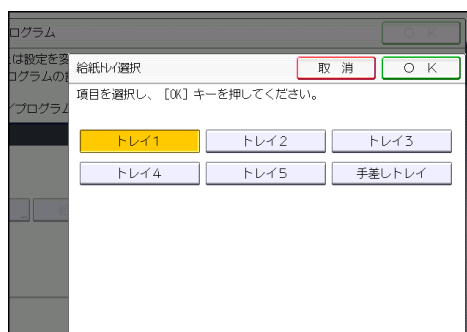 ログラム
O K
は設定を変
ログラムの
プログラム
給紙ﾄﾚｲ選択
取 消
O K
項目を選択し、 [OK] キーを押してください。
トレイ1
トレイ2
トレイ3
トレイ4
トレイ5
手差しトレイ